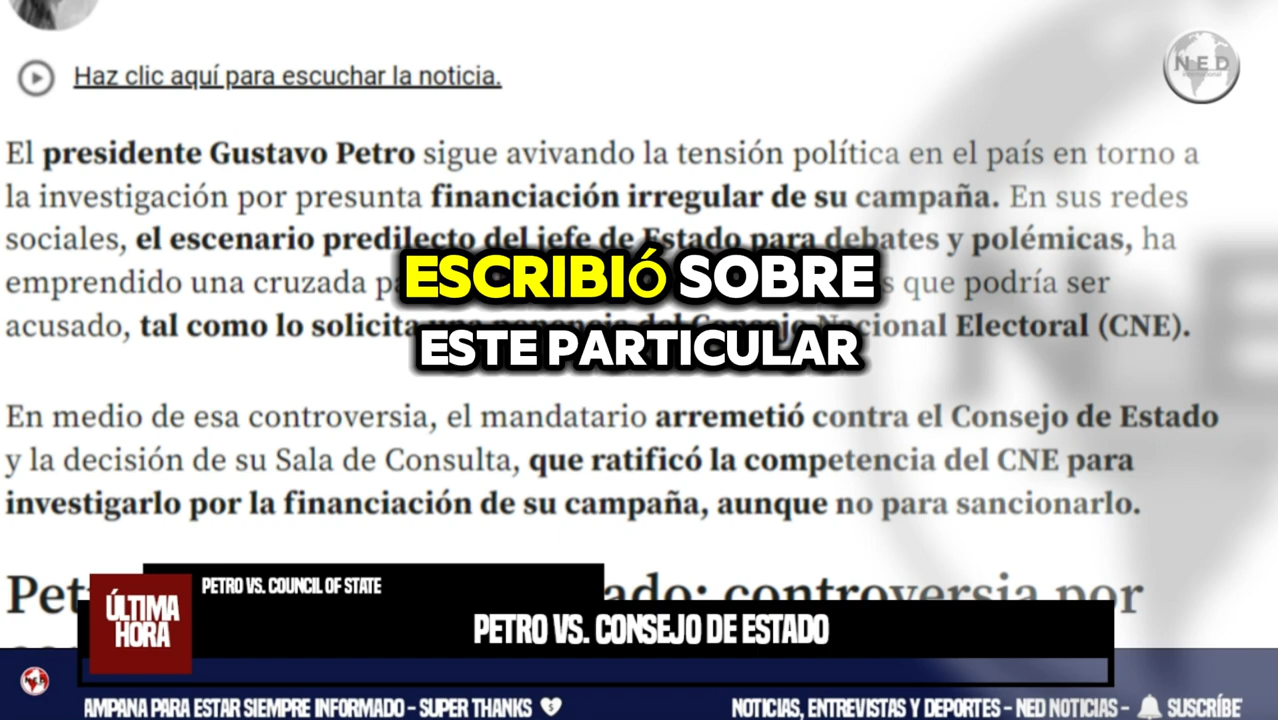 NED
Haz clic aquí para escuchar la noticia.
El presidente Gustavo Petro sigue avivando la tensión política en el país en torno a
la investigación por presunta financiación irregular de su campaña. En sus redes
sociales, el escenario predilecto del jefe de Estado para debates y polémicas, ha
emprendido una cruzada s que podría ser
ESCRIBIÓ SOBRE
acusado, tal como lo solicita Nacional Electoral (CNE).
ESTE PARTICULAR
En medio de esa controversia, el mandatario arremetió contra el Consejo de Estado
y la decisión de su Sala de Consulta, que ratificó la competencia del CNE para
investigarlo por la financiación de su campaña, aunque no para sancionarlo.
Pet ado: controversia por
PETRO VS. COUNCIL OF STATE
ÚLTIMA
HORA
PETRO VS. CONSEJO DE ESTADO
AMPANA PARA ESTAR SIEMPRE INFORMADO - SUPER THANKS NOTICIAS, ENTREVISTAS Y DEPORTES - NED NOTICIAS - SUSCRÍBE